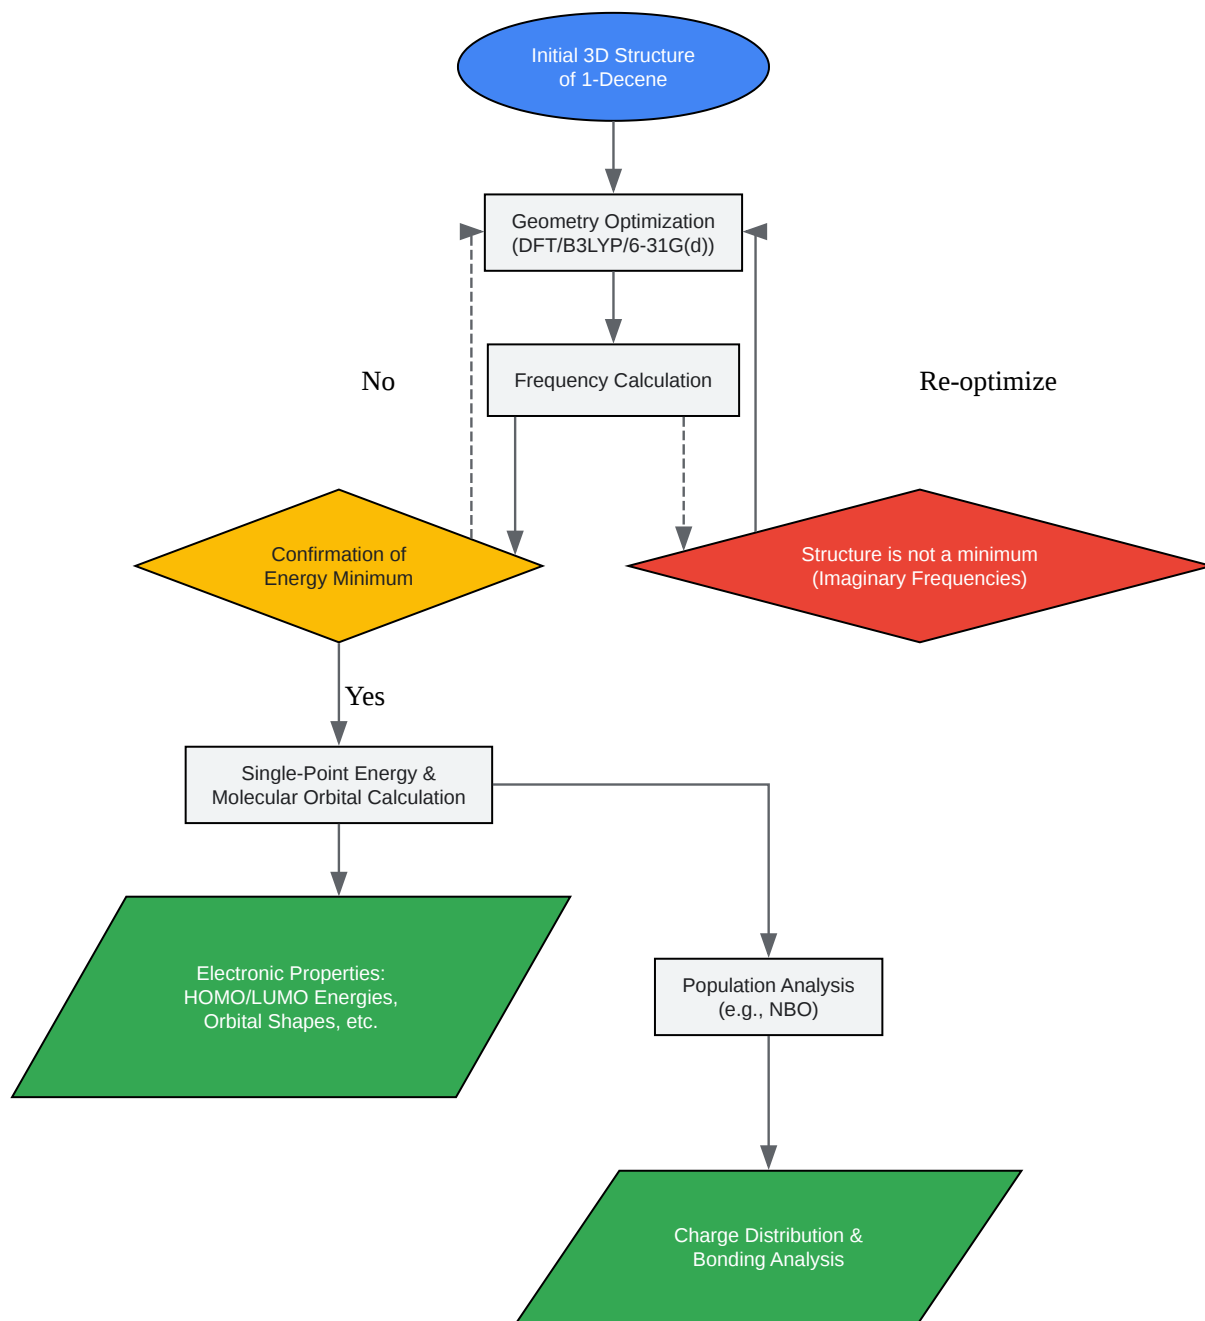 Initial 3D Structure
of 1-Decene
Geometry Optimization
(DFT/B3LYP/6-31G(d))
No
Frequency Calculation
Re-optimize
Confirmation of
Energy Minimum
Structure is not a minimum
(Imaginary Frequencies)
Yes
Single-Point Energy &
Molecular Orbital Calculation
Electronic Properties:
HOMO/LUMO Energies,
Orbital Shapes, etc.
Population Analysis
(e.g., NBO)
Charge Distribution &
Bonding Analysis